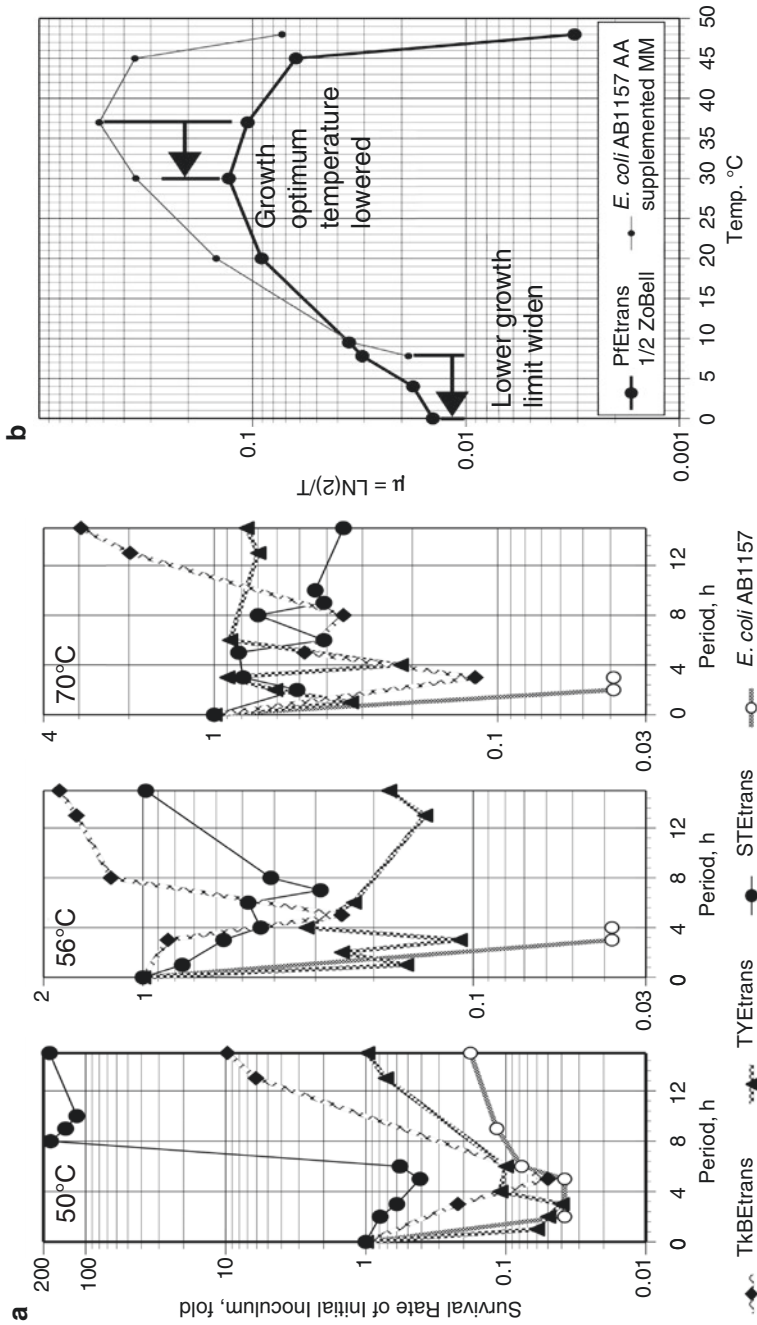 a
Survival Rate of Initial Inoculum, fold
200
100
10
1
0.1
0.01
50°C
0 4 8 12
Period, h
2
1
0.1
0.03
56°C
0 4 8 12
Period, h
4
1
0.1
0.03
70°C
0 4 8 12
Period, h
TkBEtrans
TYEtrans
STEtrans
E. coli AB1157
b
μ = LN(2)/T
0.1
0.01
0.001
Growth
optimum
temperature
lowered
Lower growth
limit widen
PfEtrans
1/2 ZoBell
E. coli AB1157 AA
supplemented MM
0 5 10 15 20 25 30 35 40 45 50
Temp. °C